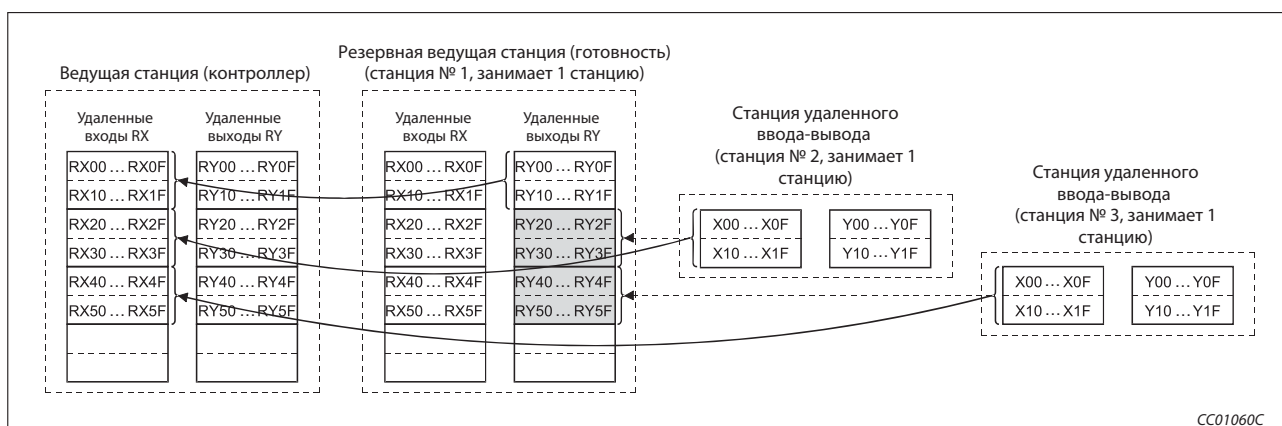 Ведущая станция (контроллер)
Удаленные
входы RX
Удаленные
выходы RY
RX00 ... RX0F
RY00 ... RY0F
RX10 ... RX1F
RY10 ... RY1F
RX20 ... RX2F
RY20 ... RY2F
RX30 ... RX3F
RY30 ... RY3F
RX40 ... RX4F
RY40 ... RY4F
RX50 ... RX5F
RY50 ... RY5F
Резервная ведущая станция (готовность)
(станция № 1, занимает 1 станцию)
Удаленные
входы RX
Удаленные
выходы RY
RX00 ... RX0F
RY00 ... RY0F
RX10 ... RX1F
RY10 ... RY1F
RX20 ... RX2F
RY20 ... RY2F
RX30 ... RX3F
RY30 ... RY3F
RX40 ... RX4F
RY40 ... RY4F
RX50 ... RX5F
RY50 ... RY5F
Станция удаленного
ввода-вывода
(станция № 2, занимает 1
станцию)
X00 ... X0F
Y00 ... Y0F
X10 ... X1F
Y10 ... Y1F
Станция удаленного
ввода-вывода
(станция № 3, занимает 1
станцию)
X00 ... X0F
Y00 ... Y0F
X10 ... X1F
Y10 ... Y1F
CC01060C